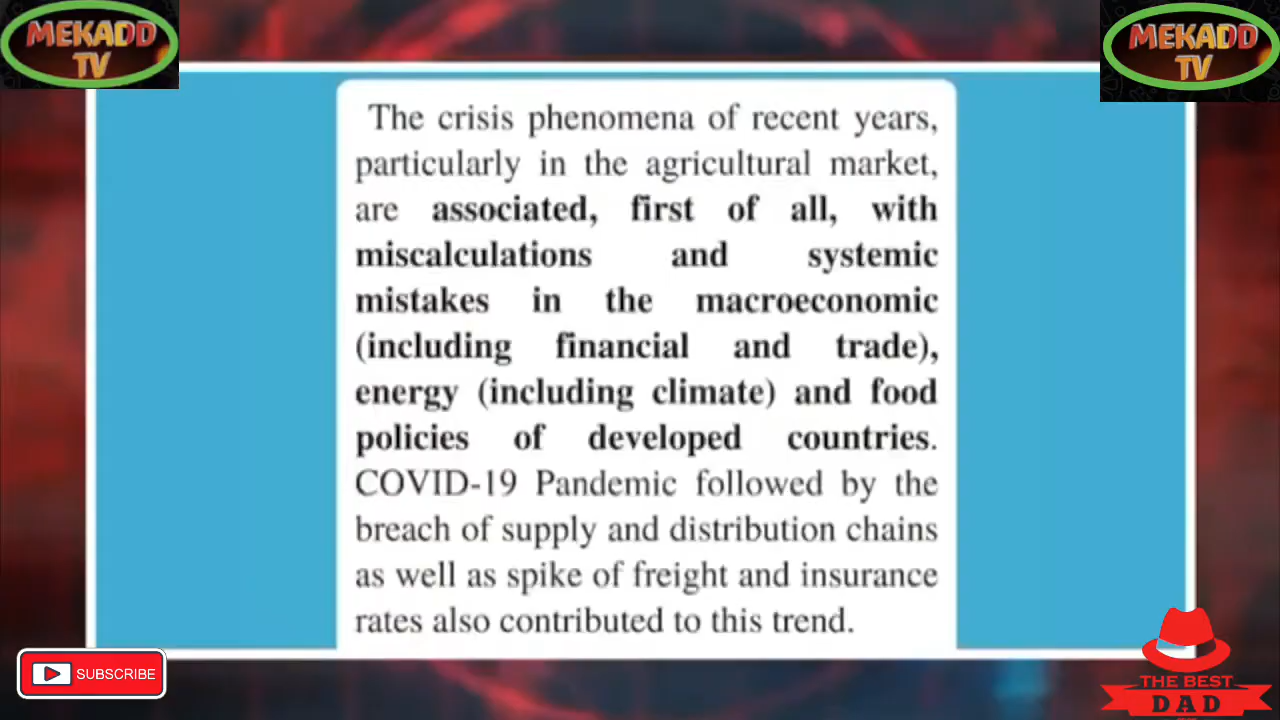 MEKADD
TV
MEKADD
TV
The crisis phenomena of recent years,
particularly in the agricultural market,
are associated, first of all, with
miscalculations and systemic
mistakes in the macroeconomic
(including financial and trade),
energy (including climate) and food
policies of developed countries.
COVID-19 Pandemic followed by the
breach of supply and distribution chains
as well as spike of freight and insurance
rates also contributed to this trend.
SUBSCRIBE
THE BEST
DAD